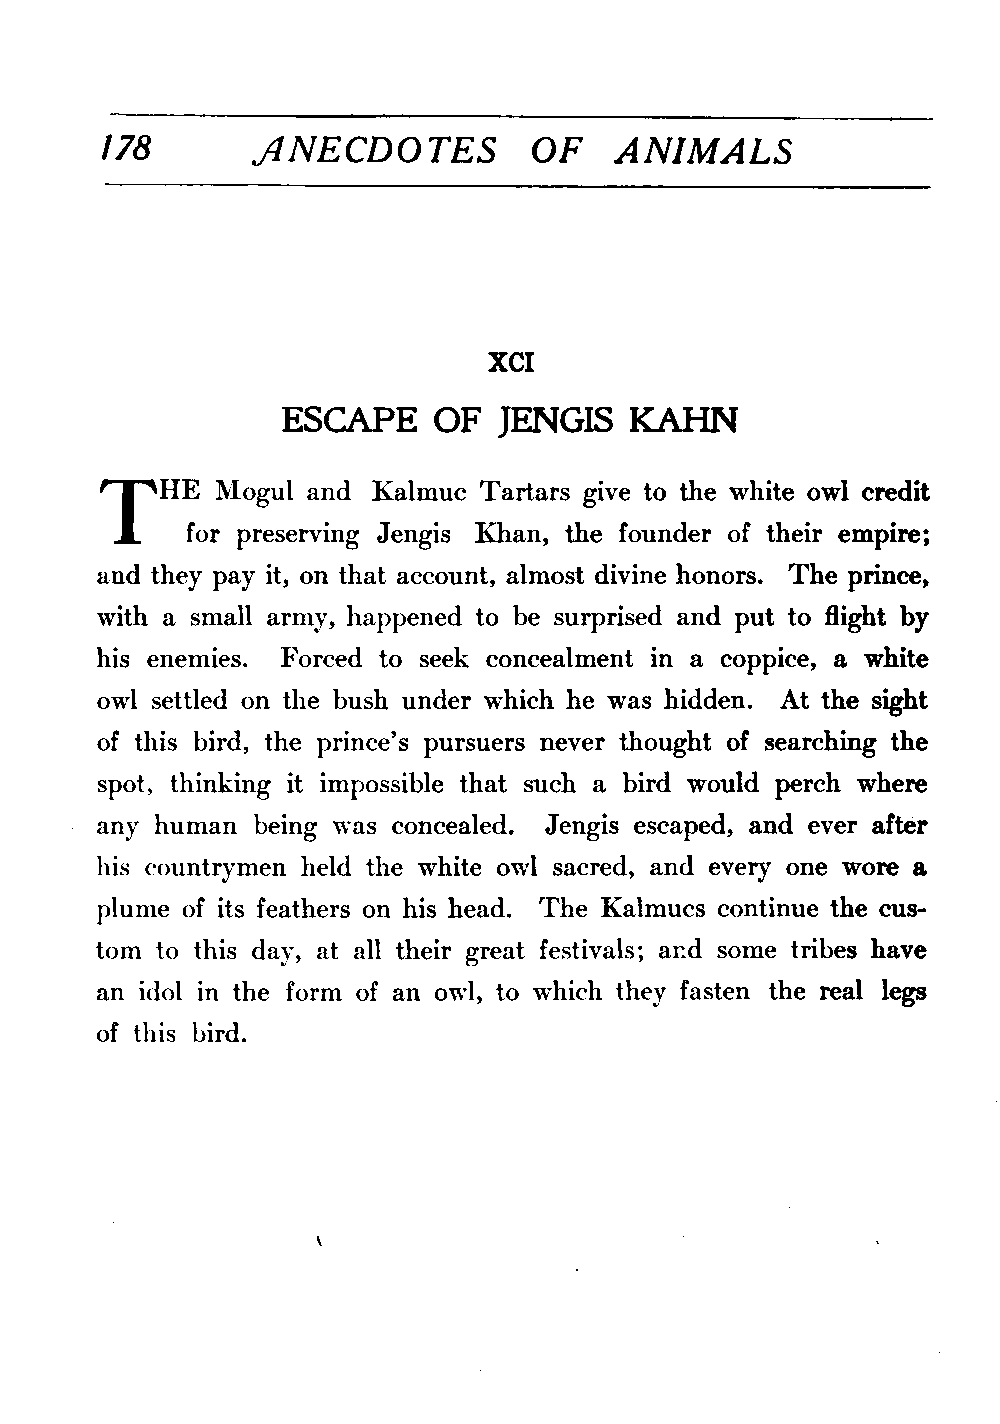 178 ANECDOTES OF ANIMALS
XCI
ESCAPE OF JENGIS KAHN
THE Mogul and Kalmuc Tartars give to the white owl credit
for preserving Jengis Khan, the founder of their empire;
and they pay it, on that account, almost divine honors. The prince,
with a small army, happened to be surprised and put to flight by
his enemies. Forced to seek concealment in a coppice, a white
owl settled on the bush under which he was hidden. At the sight
of this bird, the prince's pursuers never thought of searching the
spot, thinking it impossible that such a bird would perch where
any human being was concealed. Jengis escaped, and ever after
his countrymen held the white owl sacred, and every one wore a
plume of its feathers on his head. The Kalmucs continue the cus-
tom to this day, at all their great festivals; and some tribes have
an idol in the form of an owl, to which they fasten the real legs
of this bird.